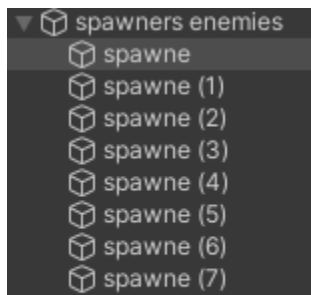 spawners enemies
spawne
spawne (1)
spawne (2)
spawne (3)
spawne (4)
spawne (5)
spawne (6)
spawne (7)